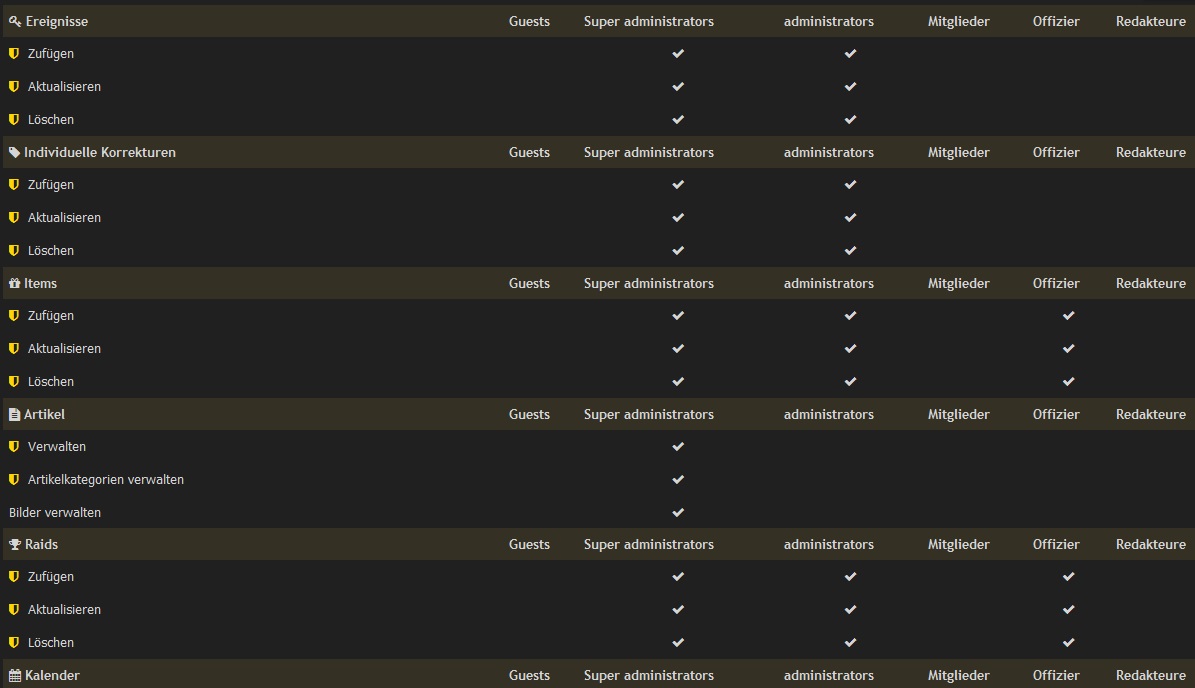 Ereignisse Guests Super administrators administrators Mitglieder Offizier Redakteure
Zufügen
Aktualisieren
Löschen
Individuelle Korrekturen Guests Super administrators administrators Mitglieder Offizier Redakteure
Zufügen
Aktualisieren
Löschen
Items Guests Super administrators administrators Mitglieder Offizier Redakteure
Zufügen
Aktualisieren
Löschen
Artikel Guests Super administrators administrators Mitglieder Offizier Redakteure
Verwalten
Artikelkategorien verwalten
Bilder verwalten
Raids Guests Super administrators administrators Mitglieder Offizier Redakteure
Zufügen
Aktualisieren
Löschen
Kalender Guests Super administrators administrators Mitglieder Offizier Redakteure